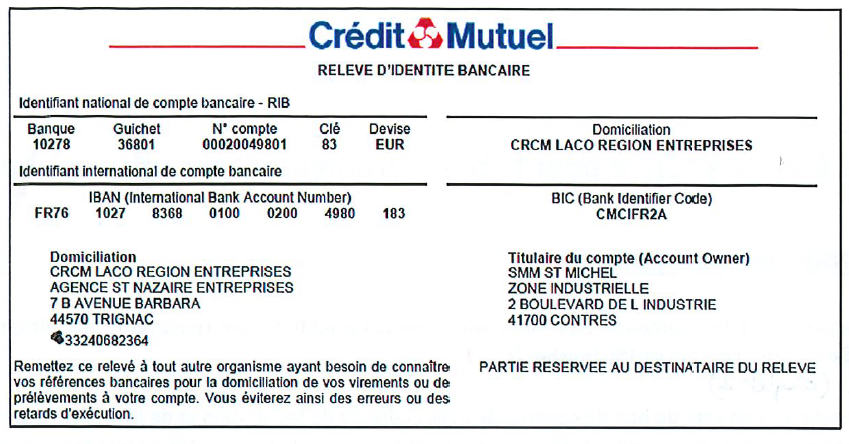 Crédit Mutuel
RELEVE D'IDENTITE BANCAIRE
Identifiant national de compte bancaire - RIB
Banque Guichet N° compte Clé Devise
10278 36801 00020049801 83 EUR
Domiciliation
CRCM LACO REGION ENTREPRISES
Identifiant international de compte bancaire
IBAN (International Bank Account Number)
FR76 1027 8368 0100 0200 4980 183
BIC (Bank Identifier Code)
CMCIFR2A
Domiciliation
CRCM LACO REGION ENTREPRISES
AGENCE ST NAZAIRE ENTREPRISES
7 B AVENUE BARBARA
44570 TRIGNAC
33240682364
Titulaire du compte (Account Owner)
SMM ST MICHEL
ZONE INDUSTRIELLE
2 BOULEVARD DE L INDUSTRIE
41700 CONTRES
Remettez ce relevé à tout autre organisme ayant besoin de connaître
vos références bancaires pour la domiciliation de vos virements ou de
prélèvements à votre compte. Vous éviterez ainsi des erreurs ou des
retards d'exécution.
PARTIE RESERVEE AU DESTINATAIRE DU RELEVE